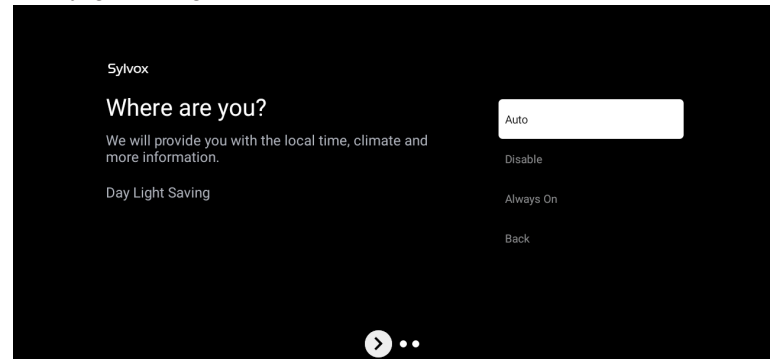 Sylvox
Where are you?
We will provide you with the local time, climate and
more information.
Day Light Saving
Auto
Disable
Always On
Back